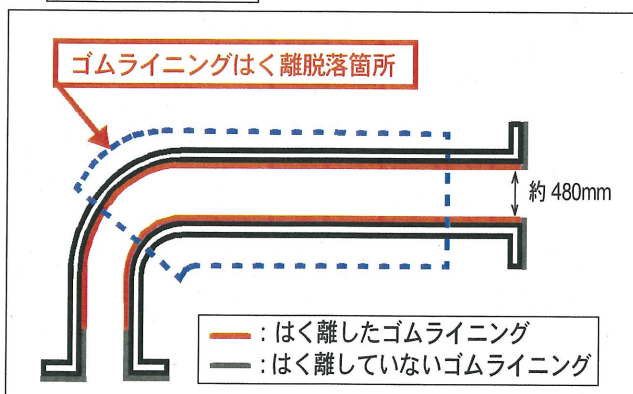 ゴムライニングはく離脱落箇所
約 480mm
：はく離したゴムライニング
：はく離していないゴムライニング